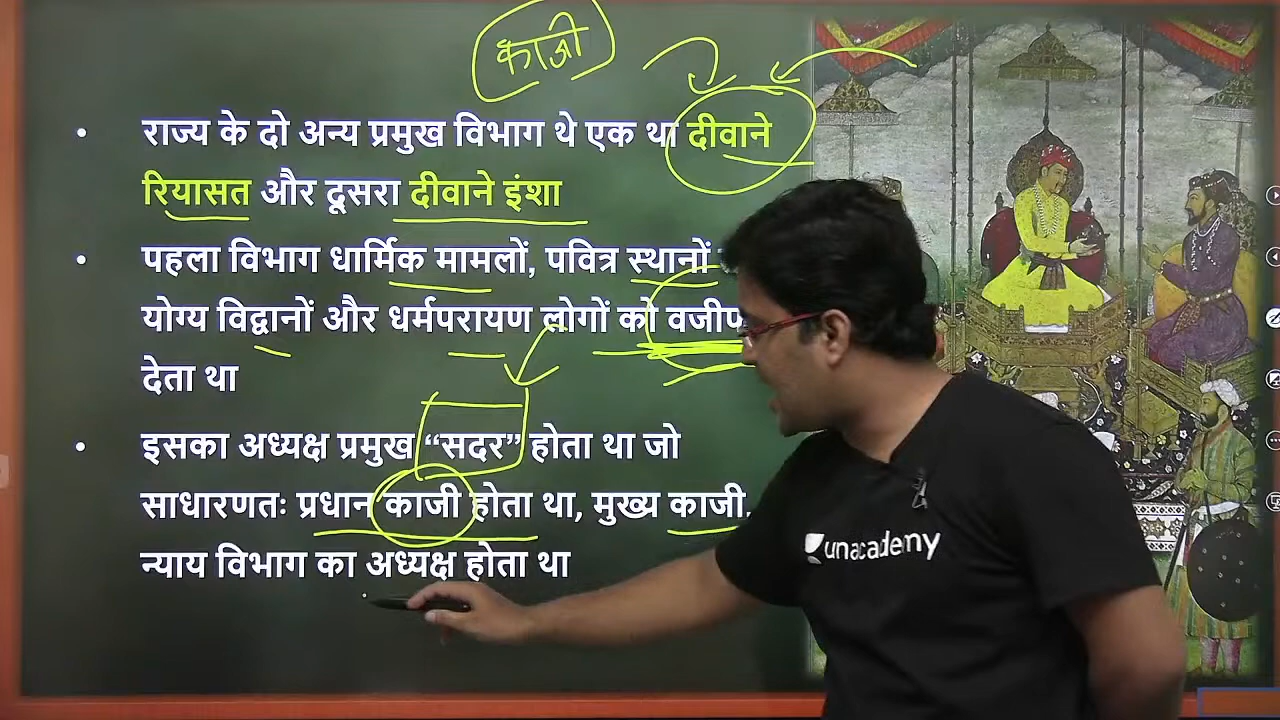 काजी
राज्य के दो अन्य प्रमुख विभाग थे एक था दीवाने
रियासत और दूसरा दीवाने इंशा
पहला विभाग धार्मिक मामलों, पवित्र स्थानों
योग्य विद्वानों और धर्मपरायण लोगों को
देता था
इसका अध्यक्ष प्रमुख “सदर” होता था जो
साधारणतः प्रधान काजी होता था, मुख्य काजी,
न्याय विभाग का अध्यक्ष होता था
unacademy